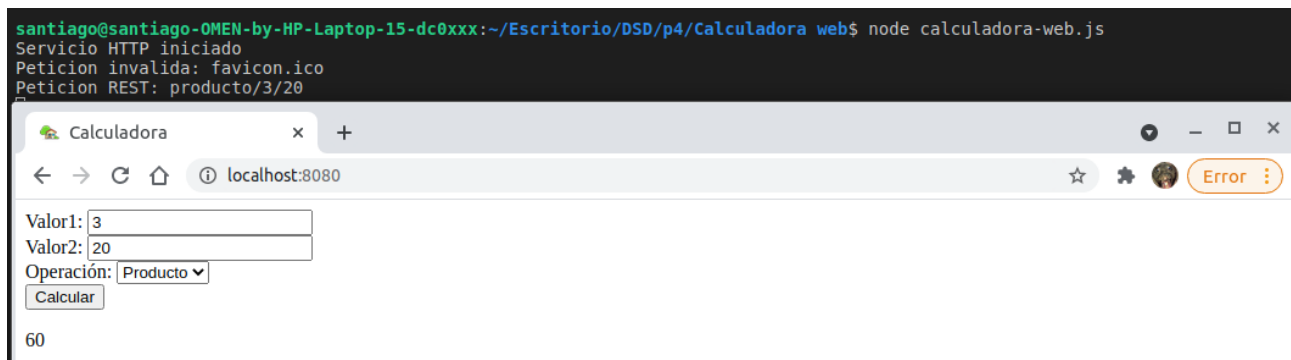 santiago@santiago-OMEN-by-HP-Laptop-15-dc0xxx:~/Escritorio/DSD/p4/Calculadora web$ node calculadora-web.js
Servicio HTTP iniciado
Peticion invalida: favicon.ico
Peticion REST: producto/3/20
Calculadora
localhost:8080
Error
Valor1: 3
Valor2: 20
Operación: Producto
Calcular
60